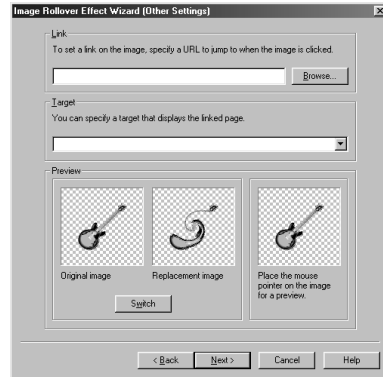 Image Rollover Effect Wizard (Other Settings)
Link
To set a link on the image, specify a URL to jump to when the image is clicked.
Browse...
Target
You can specify a target that displays the linked page.
Preview
Original image
Replacement image
Place the mouse
pointer on the image
for a preview.
Switch
< Back
Next >
Cancel
Help